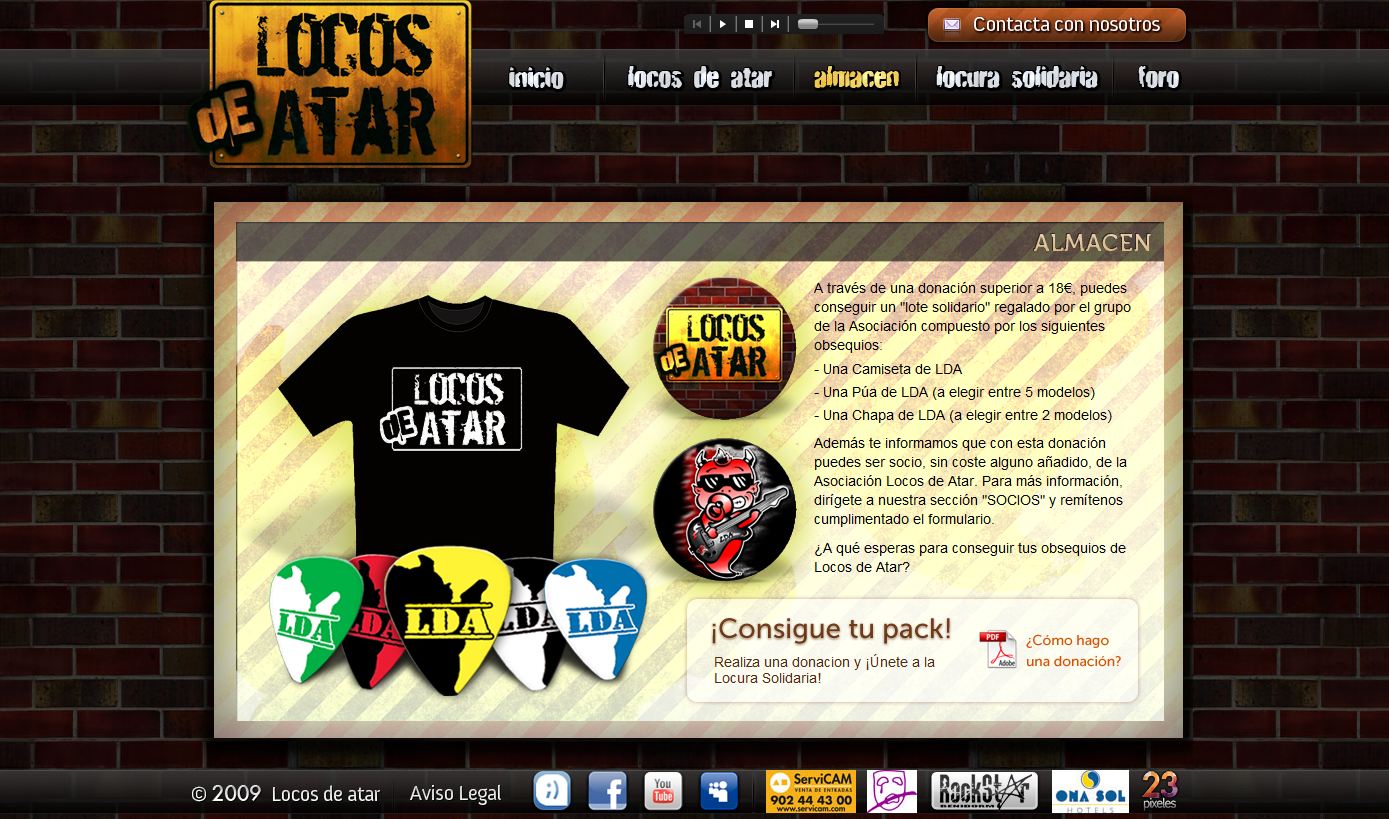 LOCOS
DE ATAR
Contacta con nosotros
inicio
locos de atar
almacen
locura solidaria
foro
ALMACEN
LOCOS
DE ATAR
LOCOS
DE ATAR
A través de una donación superior a 18€, puedes
conseguir un "lote solidario" regalado por el grupo
de la Asociación compuesto por los siguientes
obsequios:
- Una Camiseta de LDA
- Una Púa de LDA (a elegir entre 5 modelos)
- Una Chapa de LDA (a elegir entre 2 modelos)
Además te informamos que con esta donación
puedes ser socio, sin coste alguno añadido, de la
Asociación Locos de Atar. Para más información,
dirígete a nuestra sección "SOCIOS" y remítenos
cumplimentado el formulario.
¿A qué esperas para conseguir tus obsequios de
Locos de Atar?
LDA
LDA
LDA
LDA
LDA
¡Consigue tu pack!
Realiza una donacion y ¡Únete a la
Locura Solidaria!
PDF
Adobe
¿Cómo hago
una donación?
© 2009 Locos de atar
Aviso Legal
You
Tube
ServiCAM
VENTA DE ENTRADAS
902 44 43 00
www.servicam.com
RockStar
BENIDORM
ONA SOL
HOTELS
23
pixeles